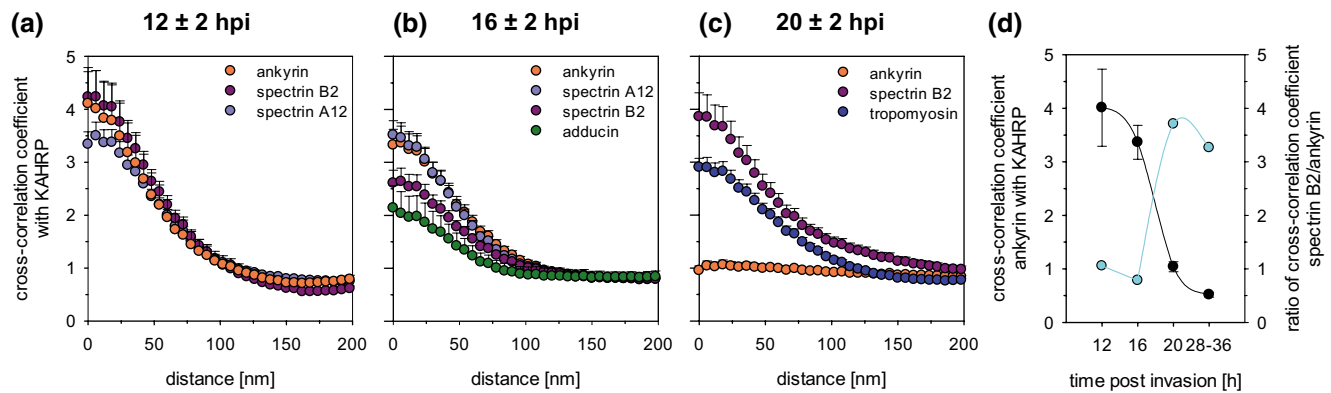 (a) 12 ± 2 hpi
(b) 16 ± 2 hpi
(c) 20 ± 2 hpi
(d)
cross-correlation coefficient
with KAHRP
5
4
3
2
1
0
ankyrin
spectrin B2
spectrin A12
0 50 100 150 200
distance [nm]
ankyrin
spectrin A12
spectrin B2
adducin
0 50 100 150 200
distance [nm]
ankyrin
spectrin B2
tropomyosin
0 50 100 150 200
distance [nm]
cross-correlation coefficient
ankyrin with KAHRP
5
4
3
2
1
0
12 16 20 28-36
time post invasion [h]
5
4
3
2
1
0
ratio of cross-correlation coefficient
spectrin B2/ankyrin